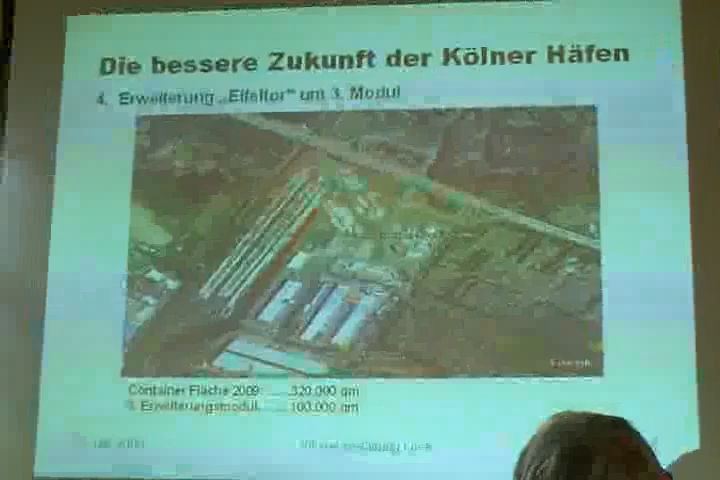 Die bessere Zukunft der Kölner Häfen
4. Erweiterung „Eifeltor“ um 3. Modul
Container Fläche 2009: ......320.000 qm
3. Erweiterungsmodul........100.000 qm